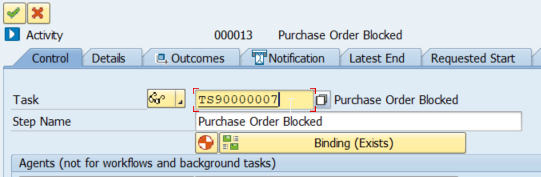 Activity 000013 Purchase Order Blocked
Control Details Outcomes Notification Latest End Requested Start
Task TS90000007 Purchase Order Blocked
Step Name Purchase Order Blocked
Binding (Exists)
Agents (not for workflows and background tasks)